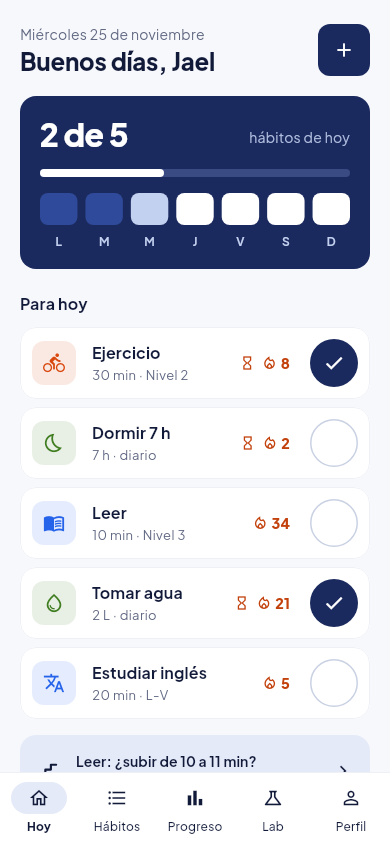 Miércoles 25 de noviembre
Buenos días, Jael
2 de 5
hábitos de hoy
L M M J V S D
Para hoy
Ejercicio
30 min · Nivel 2
8
Dormir 7 h
7 h · diario
2
Leer
10 min · Nivel 3
34
Tomar agua
2 L · diario
21
Estudiar inglés
20 min · L-V
5
Leer: ¿subir de 10 a 11 min?
Hoy Hábitos Progreso Lab Perfil